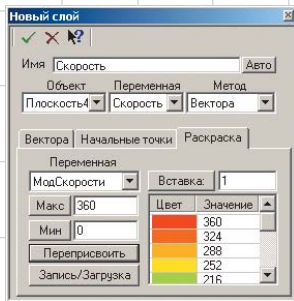 Новый слой
Имя Скорость Авто
Объект Переменная Метод
Плоскость4 Скорость Вектора
Вектора Начальные точки Раскраска
Переменная
МодСкорости Вставка: 1
Макс 360 Цвет Значение
360
Мин 0 324
288
Переприсвоить 252
Запись/Загрузка 216